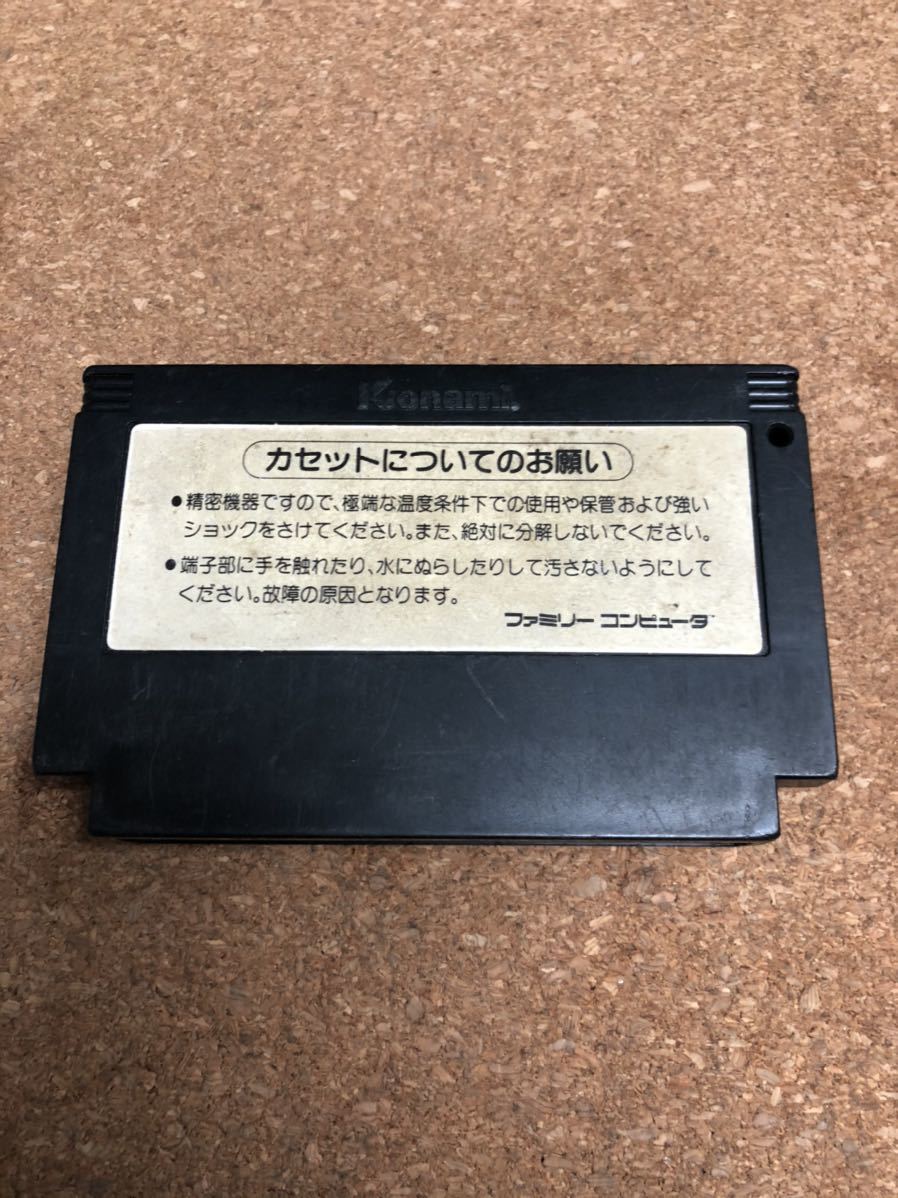 Konami
カセットについてのお願い
●精密機器ですので、極端な温度条件下での使用や保管および強い
ショックをさけてください。また、絶対に分解しないでください。
●端子部に手を触れたり、水にぬらしたりして汚さないようにして
ください。故障の原因となります。
ファミリー コンピュータ™